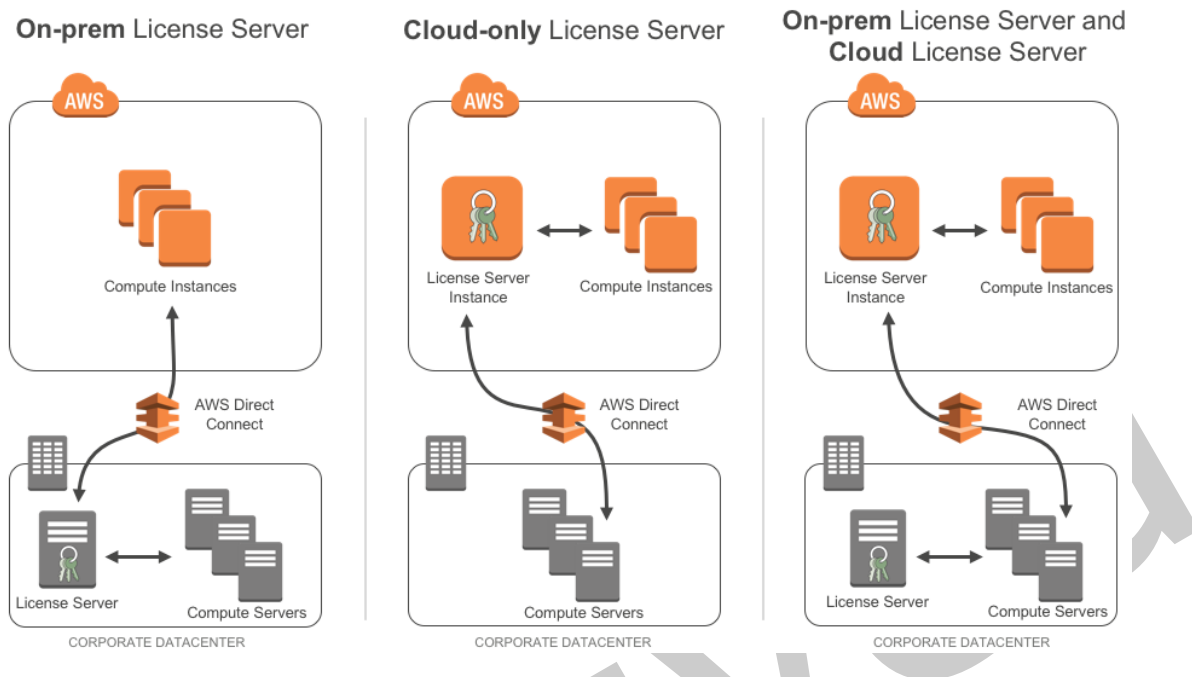 On-prem License Server
AWS
Compute Instances
AWS Direct
Connect
License Server
Compute Servers
CORPORATE DATACENTER
Cloud-only License Server
AWS
License Server
Instance
Compute Instances
AWS Direct
Connect
Compute Servers
CORPORATE DATACENTER
On-prem License Server and
Cloud License Server
AWS
License Server
Instance
Compute Instances
AWS Direct
Connect
License Server
Compute Servers
CORPORATE DATACENTER